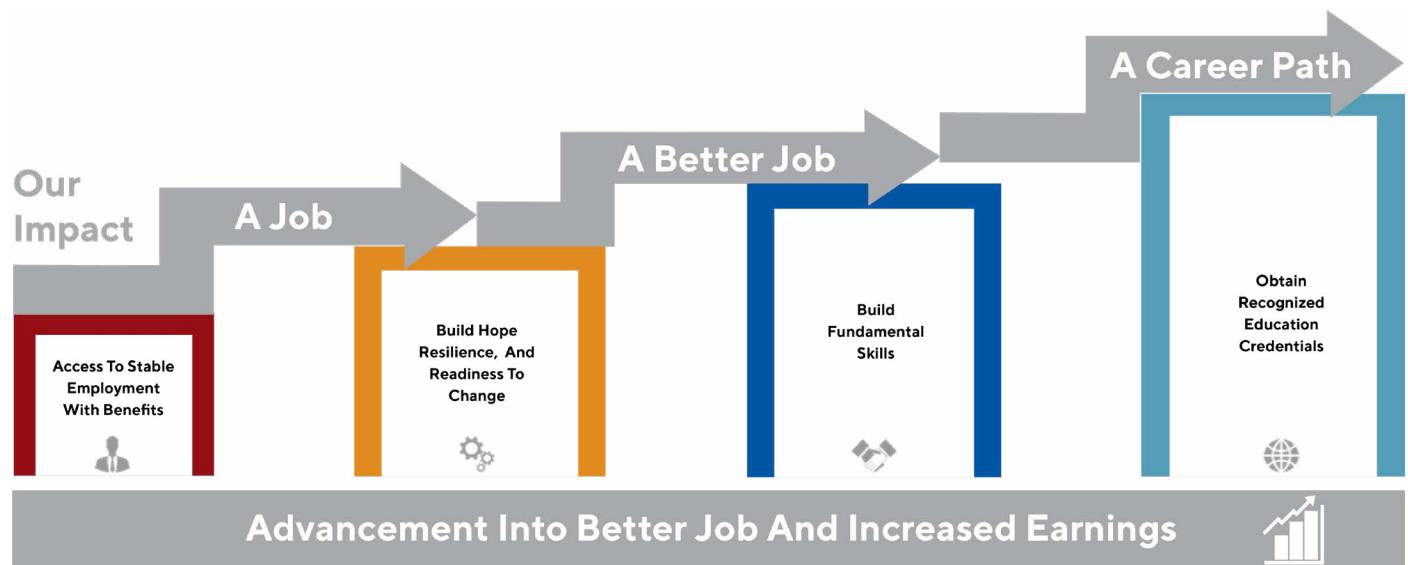 Our
Impact
A Job
A Better Job
A Career Path
Access To Stable
Employment
With Benefits
Build Hope
Resilience, And
Readiness To
Change
Build
Fundamental
Skills
Obtain
Recognized
Education
Credentials
Advancement Into Better Job And Increased Earnings